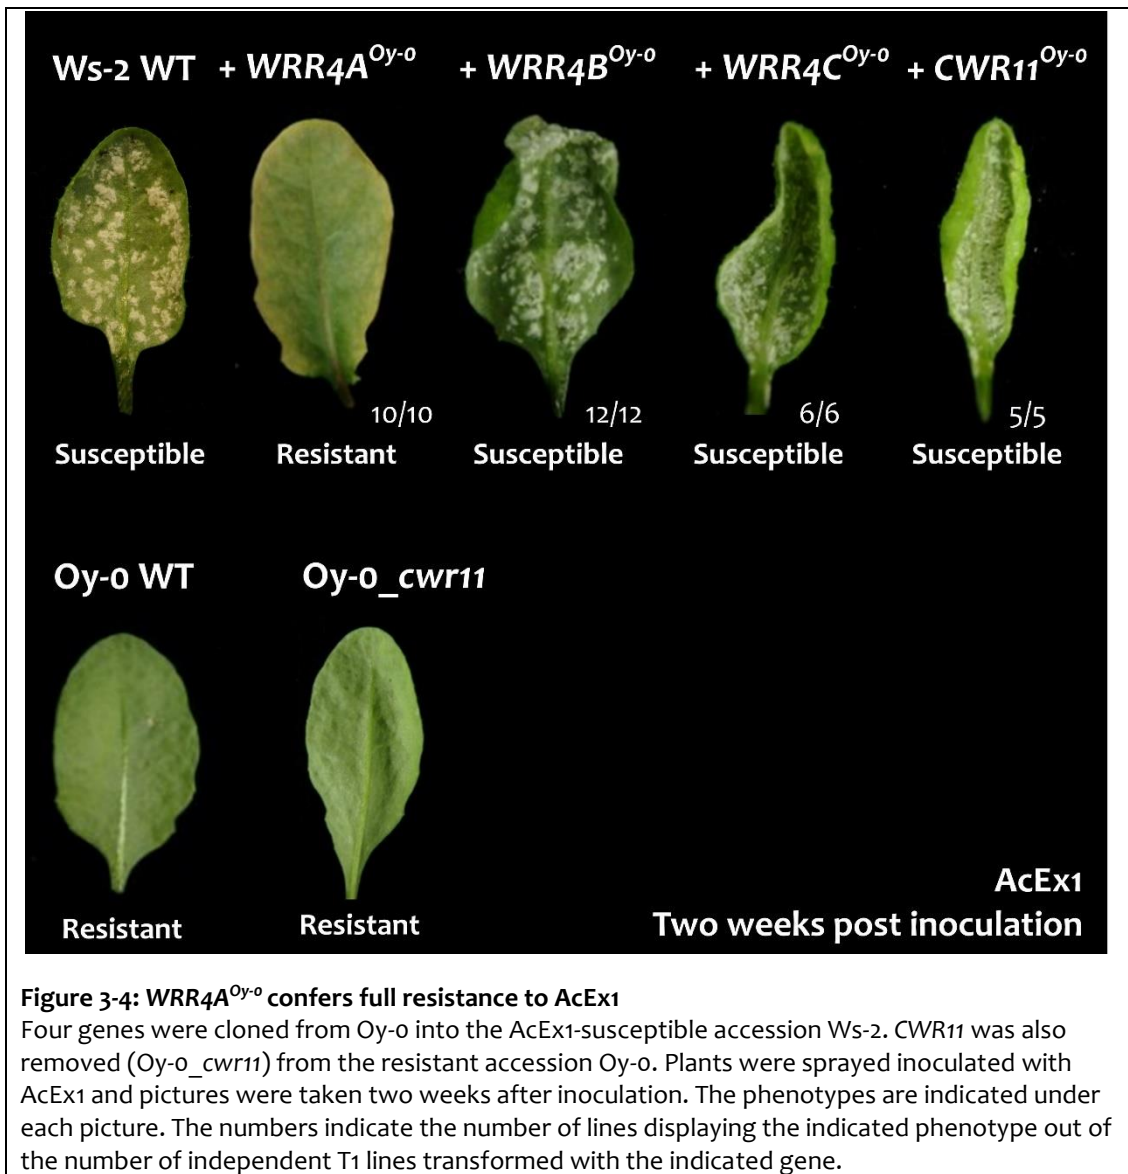 Ws-2 WT + WRR4A^Oy-0 + WRR4B^Oy-0 + WRR4C^Oy-0 + CWR11^Oy-0
10/10 12/12 6/6 5/5
Susceptible Resistant Susceptible Susceptible Susceptible
Oy-0 WT Oy-0_cwr11
Resistant Resistant
AcEx1
Two weeks post inoculation
Figure 3-4: WRR4A^Oy-0 confers full resistance to AcEx1
Four genes were cloned from Oy-0 into the AcEx1-susceptible accession Ws-2. CWR11 was also
removed (Oy-0_cwr11) from the resistant accession Oy-0. Plants were sprayed inoculated with
AcEx1 and pictures were taken two weeks after inoculation. The phenotypes are indicated under
each picture. The numbers indicate the number of lines displaying the indicated phenotype out of
the number of independent T1 lines transformed with the indicated gene.